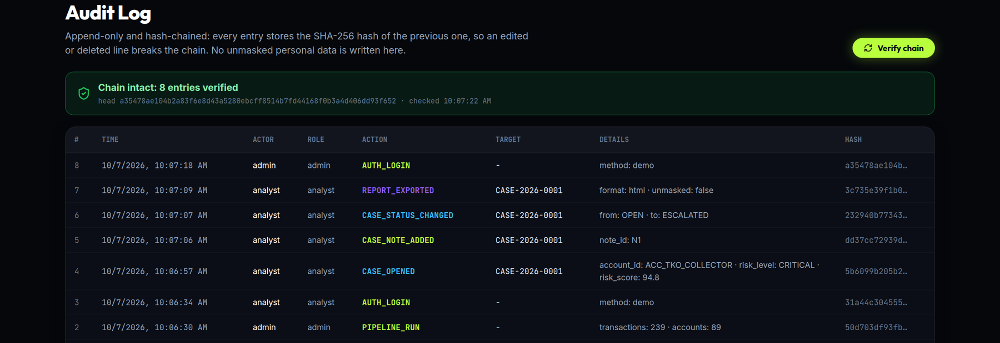 Audit Log
Append-only and hash-chained: every entry stores the SHA-256 hash of the previous one, so an edited
or deleted line breaks the chain. No unmasked personal data is written here.
Verify chain
Chain intact: 8 entries verified
head a35478ae104b2a83f6e8d43a5280ebcff8514b7fd44168f0b3a4d406dd93f652 · checked 10:07:22 AM
# TIME ACTOR ROLE ACTION TARGET DETAILS HASH
8 10/7/2026, 10:07:18 AM admin admin AUTH_LOGIN - method: demo a35478ae104b…
7 10/7/2026, 10:07:09 AM analyst analyst REPORT_EXPORTED CASE-2026-0001 format: html · unmasked: false 3c735e39f1b0…
6 10/7/2026, 10:07:07 AM analyst analyst CASE_STATUS_CHANGED CASE-2026-0001 from: OPEN · to: ESCALATED 232940b77343…
5 10/7/2026, 10:07:06 AM analyst analyst CASE_NOTE_ADDED CASE-2026-0001 note_id: N1 dd37cc72939d…
4 10/7/2026, 10:06:57 AM analyst analyst CASE_OPENED CASE-2026-0001 account_id: ACC_TKO_COLLECTOR · risk_level: CRITICAL ·
risk_score: 94.8 5b6099b205b2…
3 10/7/2026, 10:06:34 AM analyst analyst AUTH_LOGIN - method: demo 31a44c304555…
2 10/7/2026, 10:06:30 AM admin admin PIPELINE_RUN - transactions: 239 · accounts: 89 50d703df93fb…